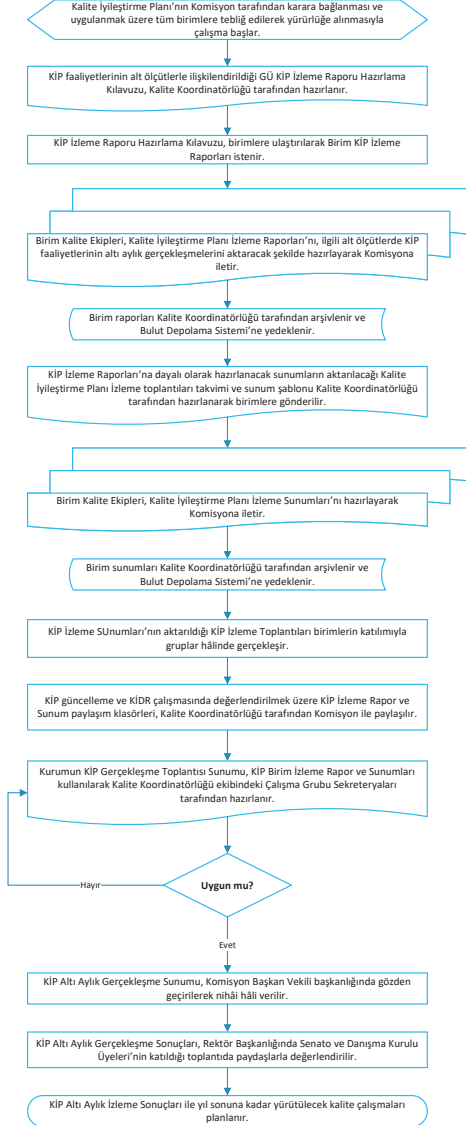 Kalite İyileştirme Planı'nın Komisyon tarafından karara bağlanması ve
uygulanmak üzere tüm birimlere tebliğ edilerek yürürlüğe alınmasıyla
çalışma başlar.
KİP faaliyetlerinin alt ölçütlerle ilişkilendirildiği GÜ KİP İzleme Raporu Hazırlama
Kılavuzu, Kalite Koordinatörlüğü tarafından hazırlanır.
KİP İzleme Raporu Hazırlama Kılavuzu, birimlere ulaştırılarak Birim KİP İzleme
Raporları istenir.
Birim Kalite Ekipleri, Kalite İyileştirme Planı İzleme Raporları'nı, ilgili alt ölçütlerde KİP
faaliyetlerinin altı aylık gerçekleşmelerini aktaracak şekilde hazırlayarak Komisyona
iletir.
Birim raporları Kalite Koordinatörlüğü tarafından arşivlenir ve
Bulut Depolama Sistemi'ne yedeklenir.
KİP İzleme Raporları'na dayalı olarak hazırlanacak sunumların aktarılacağı Kalite
İyileştirme Planı İzleme toplantıları takvimi ve sunum şablonu Kalite Koordinatörlüğü
tarafından hazırlanarak birimlere gönderilir.
Birim Kalite Ekipleri, Kalite İyileştirme Planı İzleme Sunumları'nı hazırlayarak
Komisyona iletir.
Birim sunumları Kalite Koordinatörlüğü tarafından arşivlenir ve
Bulut Depolama Sistemi'ne yedeklenir.
KİP İzleme SUnumları'nın aktarıldığı KİP İzleme Toplantıları birimlerin katılımıyla
gruplar hâlinde gerçekleşir.
KİP güncelleme ve KİDR çalışmasında değerlendirilmek üzere KİP İzleme Rapor ve
Sunum paylaşım klasörleri, Kalite Koordinatörlüğü tarafından Komisyon ile paylaşılır.
Kurumun KİP Gerçekleşme Toplantısı Sunumu, KİP Birim İzleme Rapor ve Sunumları
kullanılarak Kalite Koordinatörlüğü ekibindeki Çalışma Grubu Sekreteryaları
tarafından hazırlanır.
Uygun mu?
Hayır
Evet
KİP Altı Aylık Gerçekleşme Sunumu, Komisyon Başkan Vekili başkanlığında gözden
geçirilerek nihâi hâli verilir.
KİP Altı Aylık Gerçekleşme Sonuçları, Rektör Başkanlığında Senato ve Danışma Kurulu
Üyeleri'nin katıldığı toplantıda paydaşlarla değerlendirilir.
KİP Altı Aylık İzleme Sonuçları ile yıl sonuna kadar yürütülecek kalite çalışmaları
planlanır.